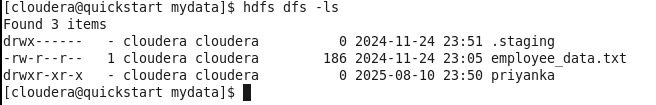 [cloudera@quickstart mydata]$ hdfs dfs -ls
Found 3 items
drwx------   - cloudera cloudera          0 2024-11-24 23:51 .staging
-rw-r--r--   1 cloudera cloudera        186 2024-11-24 23:05 employee_data.txt
drwxr-xr-x   - cloudera cloudera          0 2025-08-10 23:50 priyanka
[cloudera@quickstart mydata]$